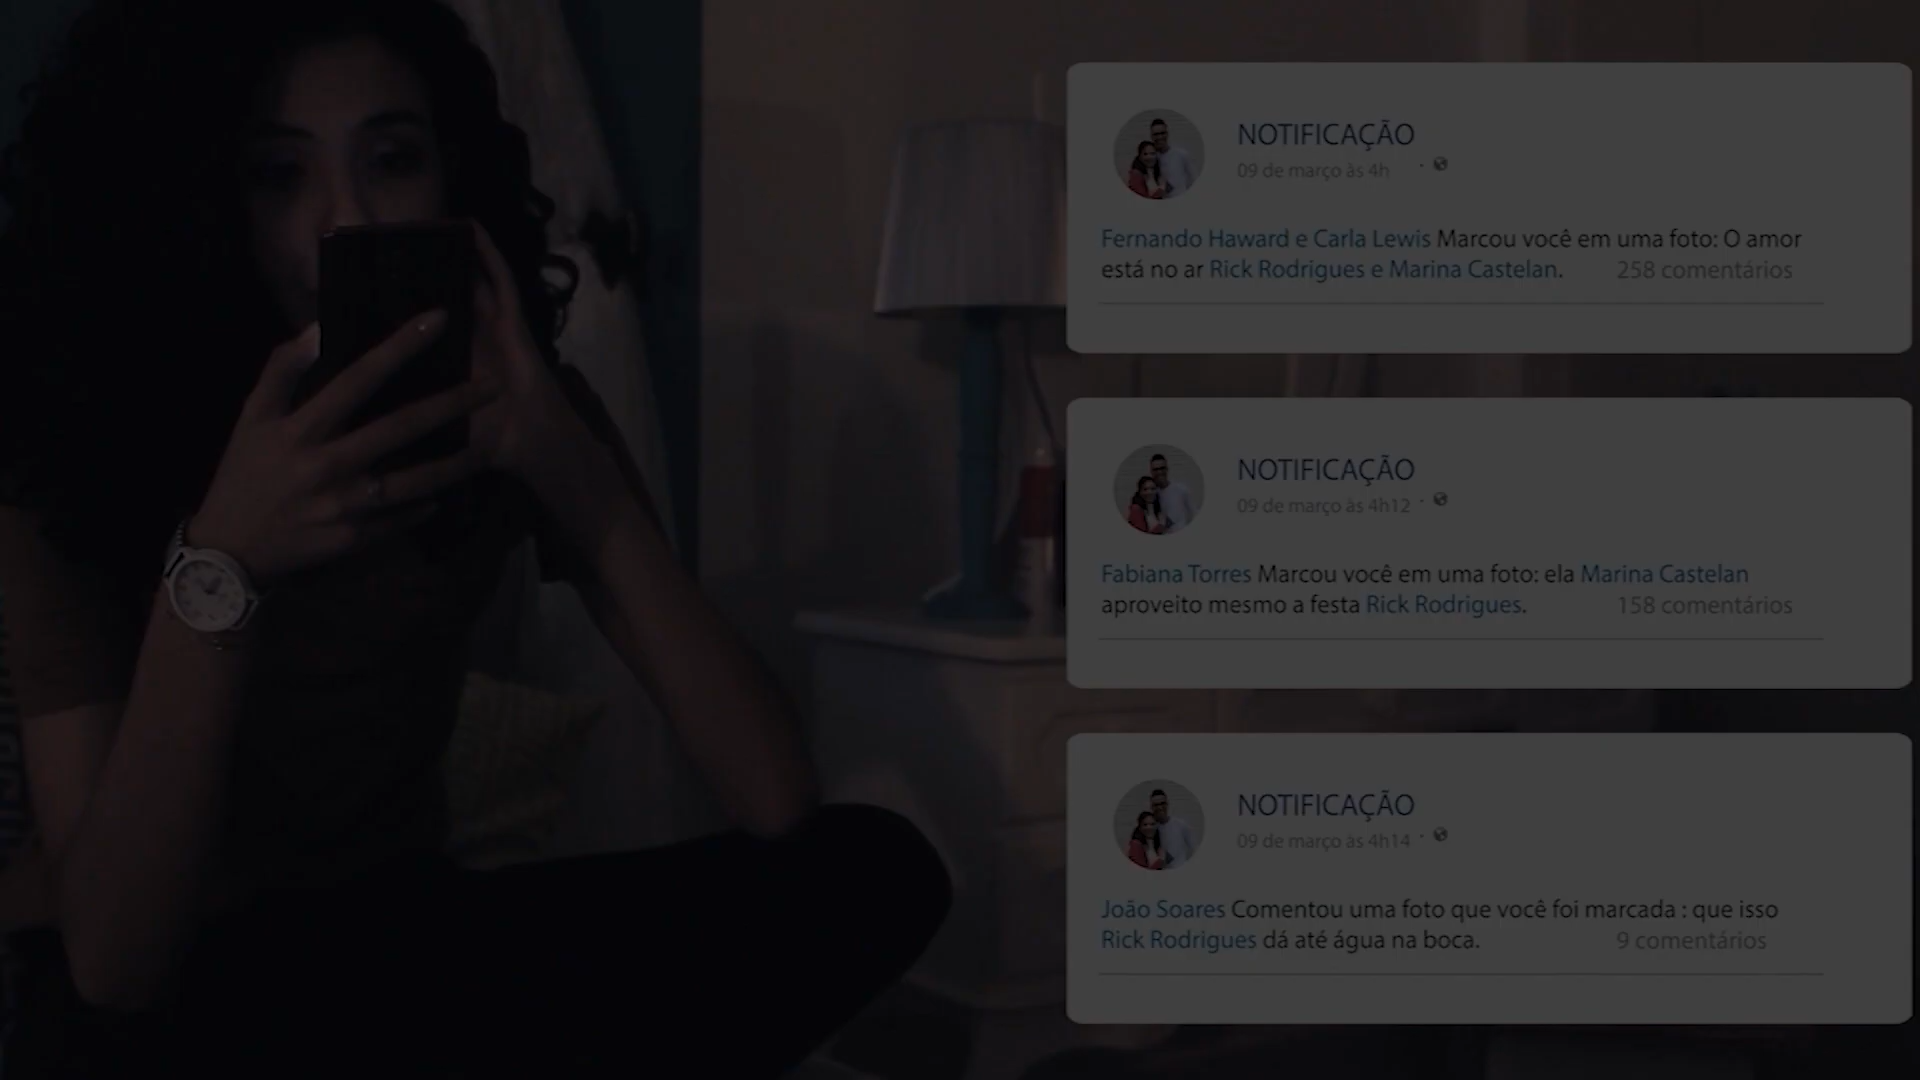 NOTIFICAÇÃO
09 de março às 4h
Fernando Haward e Carla Lewis Marcou você em uma foto: O amor
está no ar Rick Rodrigues e Marina Castelan. 258 comentários
NOTIFICAÇÃO
09 de março às 4h12
Fabiana Torres Marcou você em uma foto: ela Marina Castelan
aproveito mesmo a festa Rick Rodrigues. 158 comentários
NOTIFICAÇÃO
09 de março às 4h14
João Soares Comentou uma foto que você foi marcada : que isso
Rick Rodrigues dá até água na boca. 9 comentários